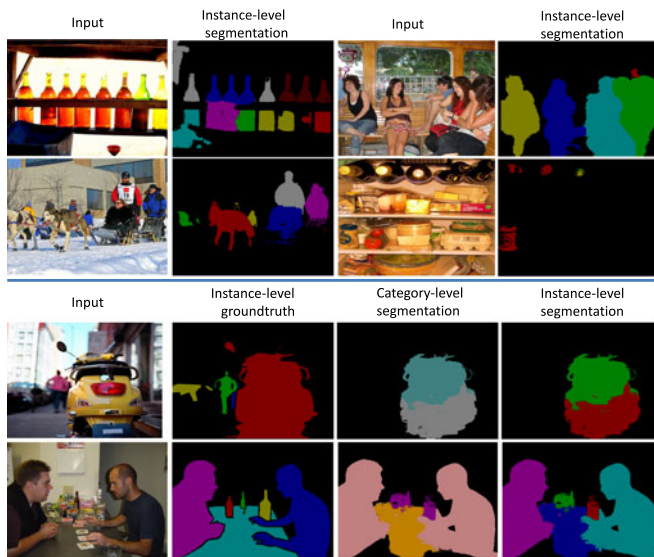 Input
Instance-level
segmentation
Input
Instance-level
segmentation
Input
Instance-level
groundtruth
Category-level
segmentation
Instance-level
segmentation